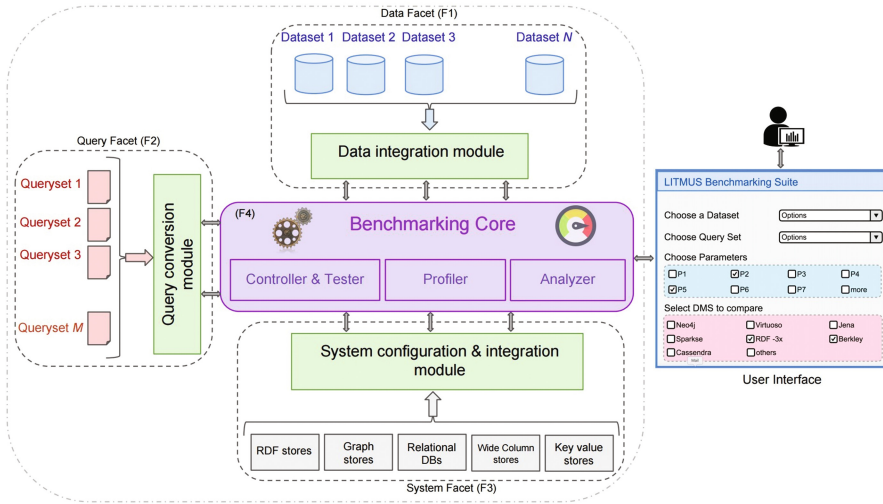 Data Facet (F1)
Dataset 1 Dataset 2 Dataset 3 Dataset N
Data integration module
Query Facet (F2)
Queryset 1
Queryset 2
Queryset 3
Queryset M
Query conversion
module
(F4)
Benchmarking Core
Controller & Tester Profiler Analyzer
System configuration & integration
module
RDF stores
Graph
stores
Relational
DBs
Wide Column
stores
Key value
stores
System Facet (F3)
LITMUS Benchmarking Suite
Choose a Dataset Options
Choose Query Set Options
Choose Parameters
P1 P2 P3 P4
P5 P6 P7 more
Select DMS to compare
Neo4j Virtuoso Jena
Sparkse RDF -3x Berkley
Cassendra others
User Interface